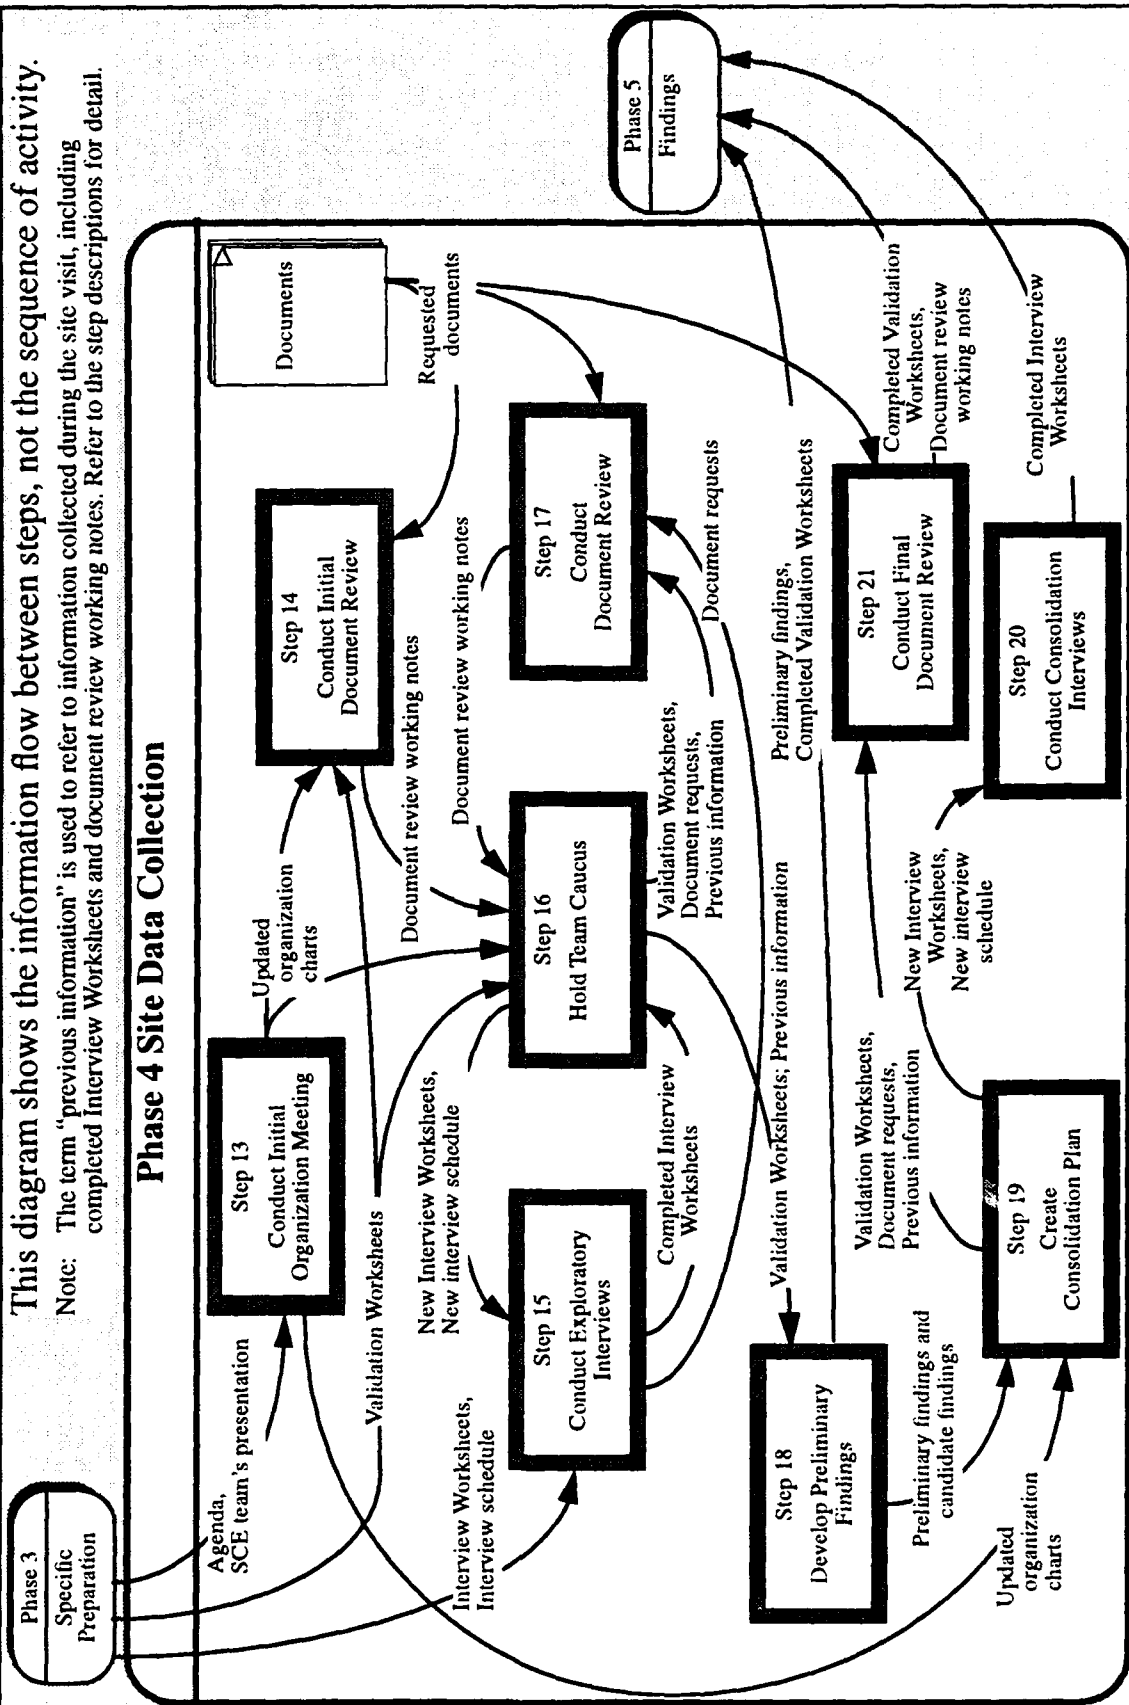 This diagram shows the information flow between steps, not the sequence of activity.
Note: The term “previous information” is used to refer to information collected during the site visit, including
completed Interview Worksheets and document review working notes. Refer to the step descriptions for detail.
Phase 3
Specific
Preparation
Phase 4 Site Data Collection
Agenda,
SCE team's presentation
Step 13
Conduct Initial
Organization Meeting
Updated
organization
charts
Step 14
Conduct Initial
Document Review
Documents
Requested
documents
Validation Worksheets
Document review working notes
Interview Worksheets,
Interview schedule
New Interview Worksheets,
New interview schedule
Document review working notes
Step 15
Conduct Exploratory
Interviews
Step 16
Hold Team Caucus
Step 17
Conduct
Document Review
Completed Interview
Worksheets
Validation Worksheets,
Document requests,
Previous information
Document requests
Phase 5
Findings
Validation Worksheets; Previous information
Preliminary findings,
Completed Validation Worksheets
Step 18
Develop Preliminary
Findings
Validation Worksheets,
Document requests,
Previous information
Step 21
Conduct Final
Document Review
Completed Validation
Worksheets,
Document review
working notes
Preliminary findings and
candidate findings
New Interview
Worksheets,
New interview
schedule
Updated
organization
charts
Step 19
Create
Consolidation Plan
Step 20
Conduct Consolidation
Interviews
Completed Interview
Worksheets